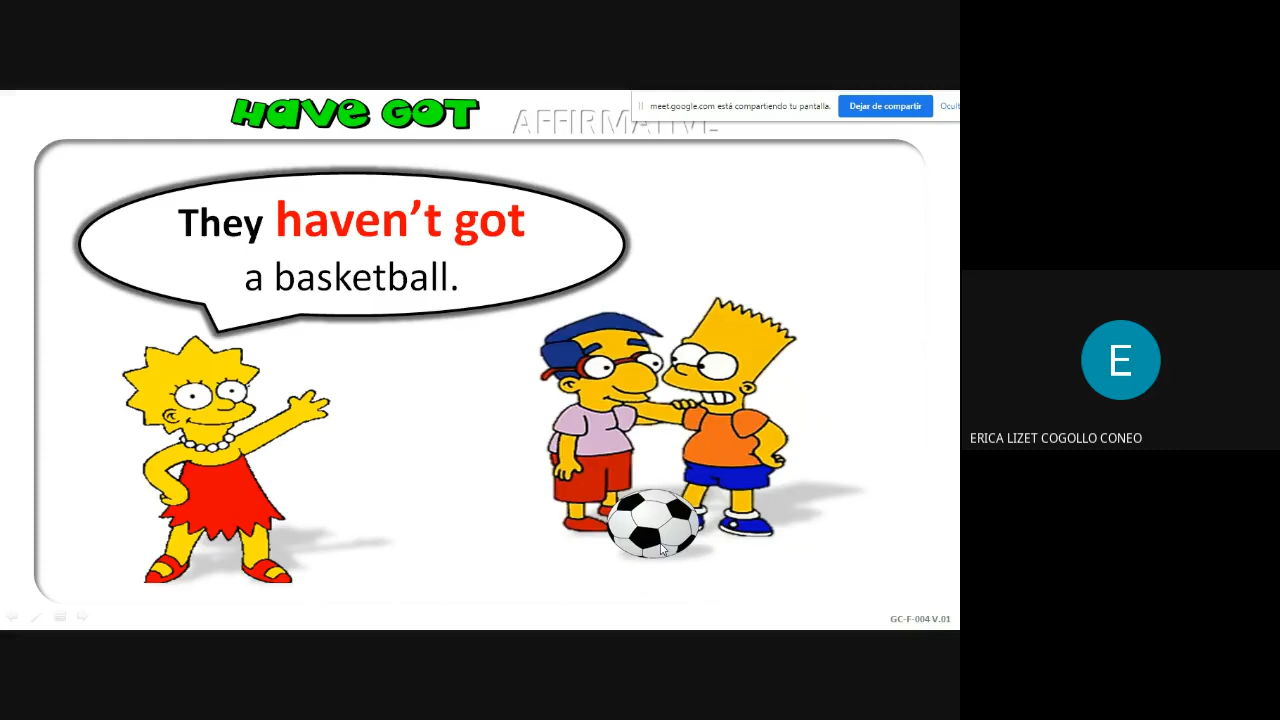 HAVE GOT
AFFIRMATIVE
meet.google.com está compartiendo tu pantalla.
Dejar de compartir
Ocult
They haven't got
a basketball.
E
ERICA LIZET COGOLLO CONEO
GC-F-004 V.01